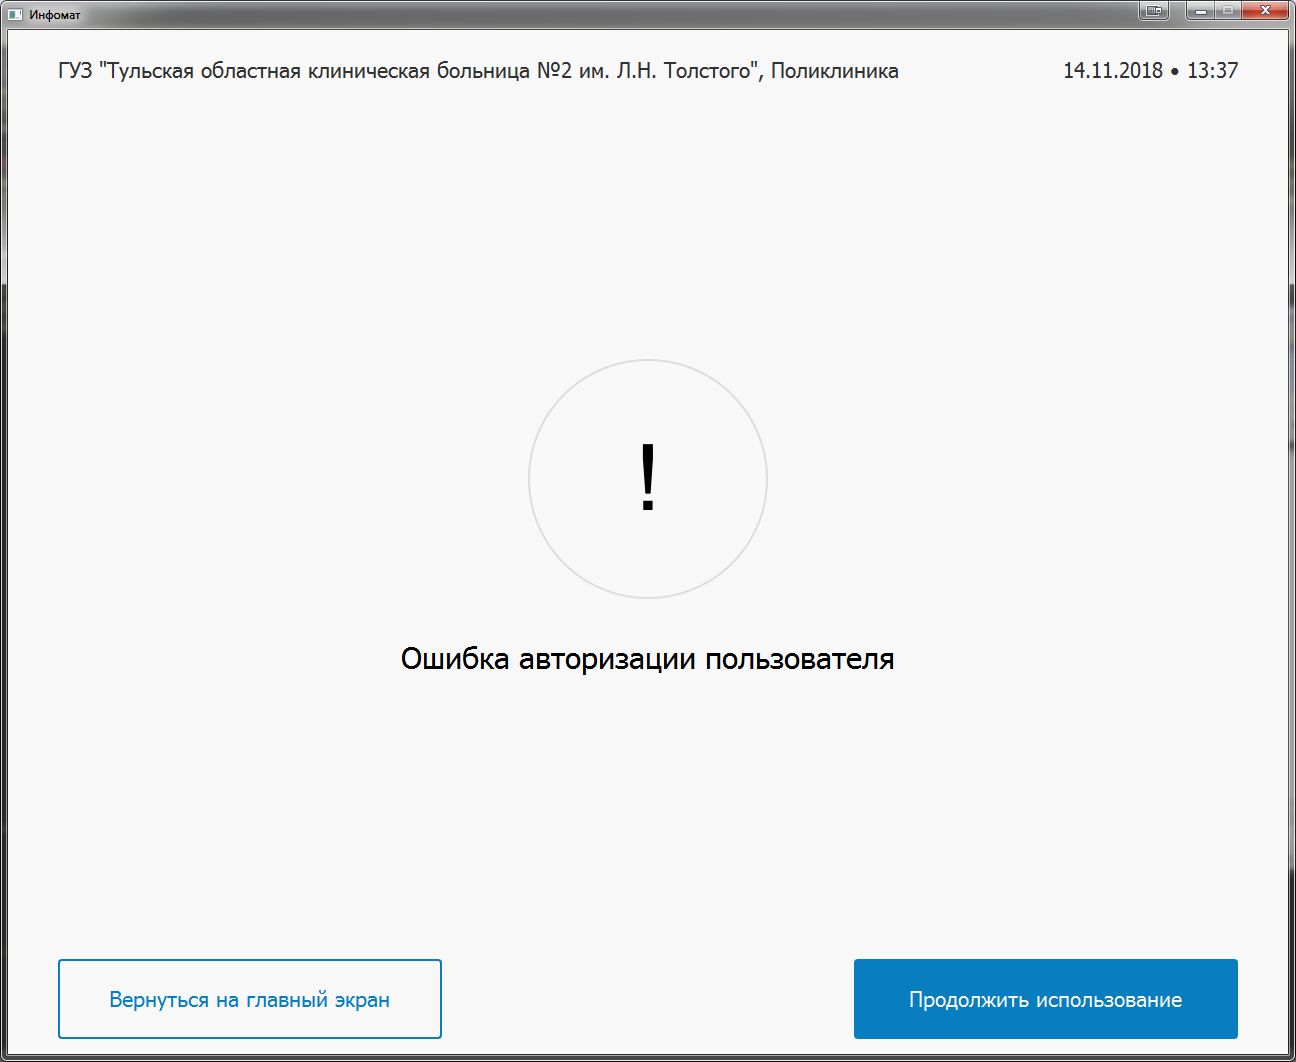 Инфомат
ГУЗ "Тульская областная клиническая больница №2 им. Л.Н. Толстого", Поликлиника
14.11.2018 • 13:37
!
Ошибка авторизации пользователя
Вернуться на главный экран
Продолжить использование